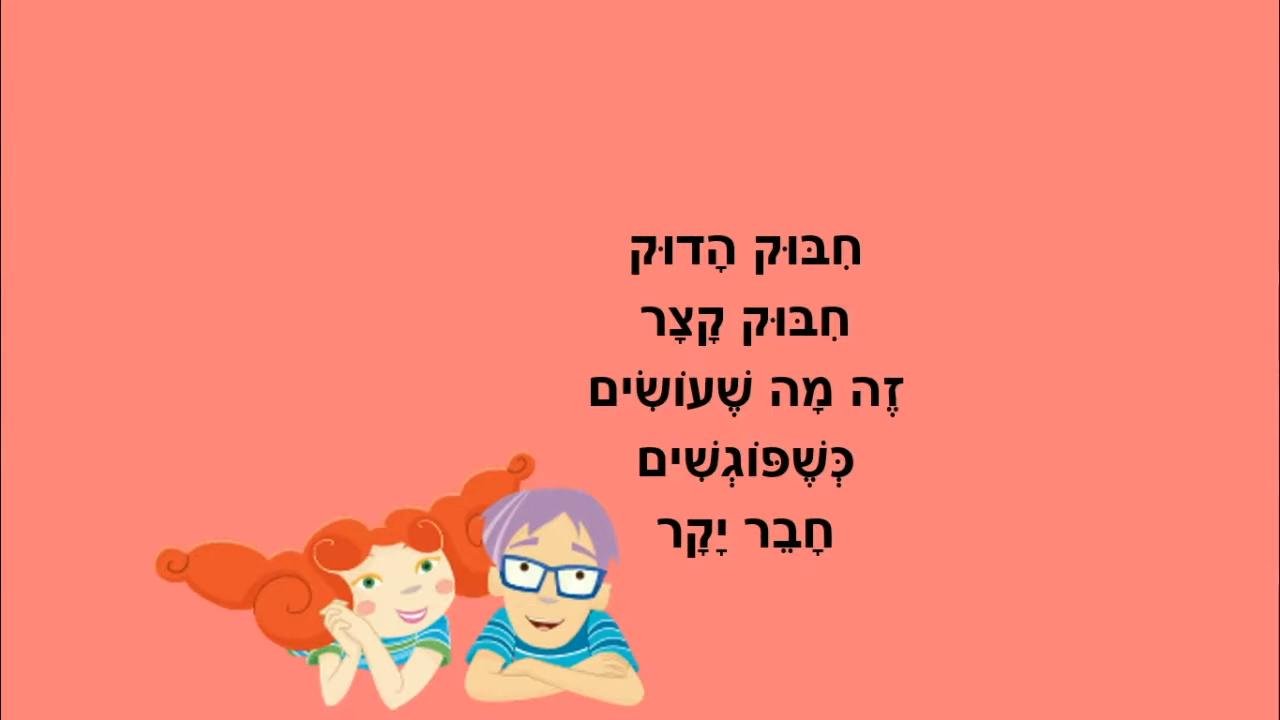 חִבּוּק הָדוּק
חִבּוּק קָצָר
זֶה מָה שֶׁעוֹשִׂים
כְּשֶׁפּוֹגְשִׁים
חָבֵר יָקָר